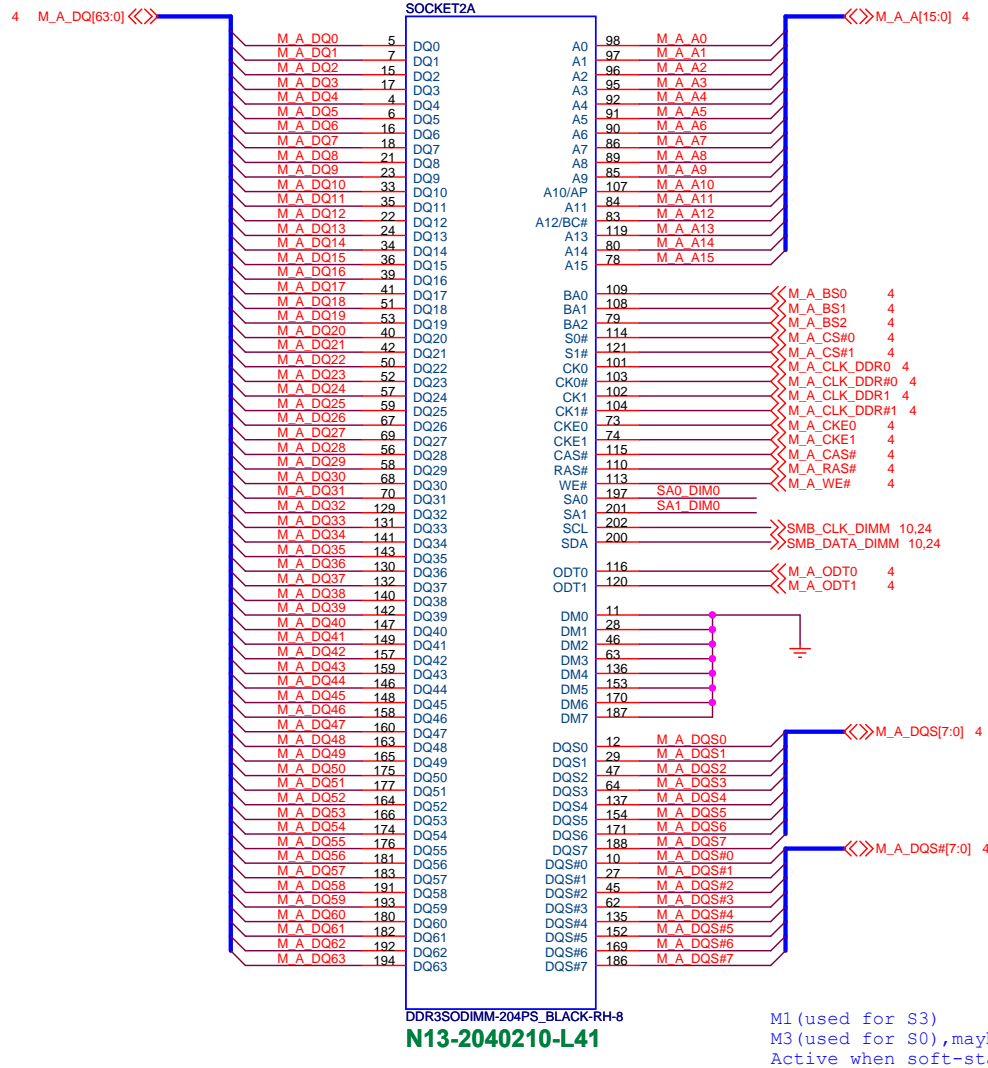 SOCKET2A
4 M_A_DQ[63:0]
M_A_A[15:0] 4
M_A_DQ0 5 DQ0
M_A_DQ1 7 DQ1
M_A_DQ2 15 DQ2
M_A_DQ3 17 DQ3
M_A_DQ4 4 DQ4
M_A_DQ5 6 DQ5
M_A_DQ6 16 DQ6
M_A_DQ7 18 DQ7
M_A_DQ8 21 DQ8
M_A_DQ9 23 DQ9
M_A_DQ10 33 DQ10
M_A_DQ11 35 DQ11
M_A_DQ12 22 DQ12
M_A_DQ13 24 DQ13
M_A_DQ14 34 DQ14
M_A_DQ15 36 DQ15
M_A_DQ16 39 DQ16
M_A_DQ17 41 DQ17
M_A_DQ18 51 DQ18
M_A_DQ19 53 DQ19
M_A_DQ20 40 DQ20
M_A_DQ21 42 DQ21
M_A_DQ22 50 DQ22
M_A_DQ23 52 DQ23
M_A_DQ24 57 DQ24
M_A_DQ25 59 DQ25
M_A_DQ26 67 DQ26
M_A_DQ27 69 DQ27
M_A_DQ28 56 DQ28
M_A_DQ29 58 DQ29
M_A_DQ30 68 DQ30
M_A_DQ31 70 DQ31
M_A_DQ32 129 DQ32
M_A_DQ33 131 DQ33
M_A_DQ34 141 DQ34
M_A_DQ35 143 DQ35
M_A_DQ36 130 DQ36
M_A_DQ37 132 DQ37
M_A_DQ38 140 DQ38
M_A_DQ39 142 DQ39
M_A_DQ40 147 DQ40
M_A_DQ41 149 DQ41
M_A_DQ42 157 DQ42
M_A_DQ43 159 DQ43
M_A_DQ44 146 DQ44
M_A_DQ45 148 DQ45
M_A_DQ46 158 DQ46
M_A_DQ47 160 DQ47
M_A_DQ48 163 DQ48
M_A_DQ49 165 DQ49
M_A_DQ50 175 DQ50
M_A_DQ51 177 DQ51
M_A_DQ52 164 DQ52
M_A_DQ53 166 DQ53
M_A_DQ54 174 DQ54
M_A_DQ55 176 DQ55
M_A_DQ56 181 DQ56
M_A_DQ57 183 DQ57
M_A_DQ58 191 DQ58
M_A_DQ59 193 DQ59
M_A_DQ60 180 DQ60
M_A_DQ61 182 DQ61
M_A_DQ62 192 DQ62
M_A_DQ63 194 DQ63
A0 98 M_A_A0
A1 97 M_A_A1
A2 96 M_A_A2
A3 95 M_A_A3
A4 92 M_A_A4
A5 91 M_A_A5
A6 90 M_A_A6
A7 86 M_A_A7
A8 89 M_A_A8
A9 85 M_A_A9
A10/AP 107 M_A_A10
A11 84 M_A_A11
A12/BC# 83 M_A_A12
A13 119 M_A_A13
A14 80 M_A_A14
A15 78 M_A_A15
BA0 109 M_A_BS0 4
BA1 108 M_A_BS1 4
BA2 79 M_A_BS2 4
S0# 114 M_A_CS#0 4
S1# 121 M_A_CS#1 4
CK0 101 M_A_CLK_DDR0 4
CK0# 103 M_A_CLK_DDR#0 4
CK1 102 M_A_CLK_DDR1 4
CK1# 104 M_A_CLK_DDR#1 4
CKE0 73 M_A_CKE0 4
CKE1 74 M_A_CKE1 4
CAS# 115 M_A_CAS# 4
RAS# 110 M_A_RAS# 4
WE# 113 M_A_WE# 4
SA0 197 SA0_DIM0
SA1 201 SA1_DIM0
SCL 202 SMB_CLK_DIMM 10,24
SDA 200 SMB_DATA_DIMM 10,24
ODT0 116 M_A_ODT0 4
ODT1 120 M_A_ODT1 4
DM0 11
DM1 28
DM2 46
DM3 63
DM4 136
DM5 153
DM6 170
DM7 187
M_A_DQS[7:0] 4
DQS0 12 M_A_DQS0
DQS1 29 M_A_DQS1
DQS2 47 M_A_DQS2
DQS3 64 M_A_DQS3
DQS4 137 M_A_DQS4
DQS5 154 M_A_DQS5
DQS6 171 M_A_DQS6
DQS7 188 M_A_DQS7
M_A_DQS#[7:0] 4
DQS#0 10 M_A_DQS#0
DQS#1 27 M_A_DQS#1
DQS#2 45 M_A_DQS#2
DQS#3 62 M_A_DQS#3
DQS#4 135 M_A_DQS#4
DQS#5 152 M_A_DQS#5
DQS#6 169 M_A_DQS#6
DQS#7 186 M_A_DQS#7
DDR3SODIMM-204PS_BLACK-RH-8
N13-2040210-L41
M1(used for S3)
M3(used for S0),
Active when